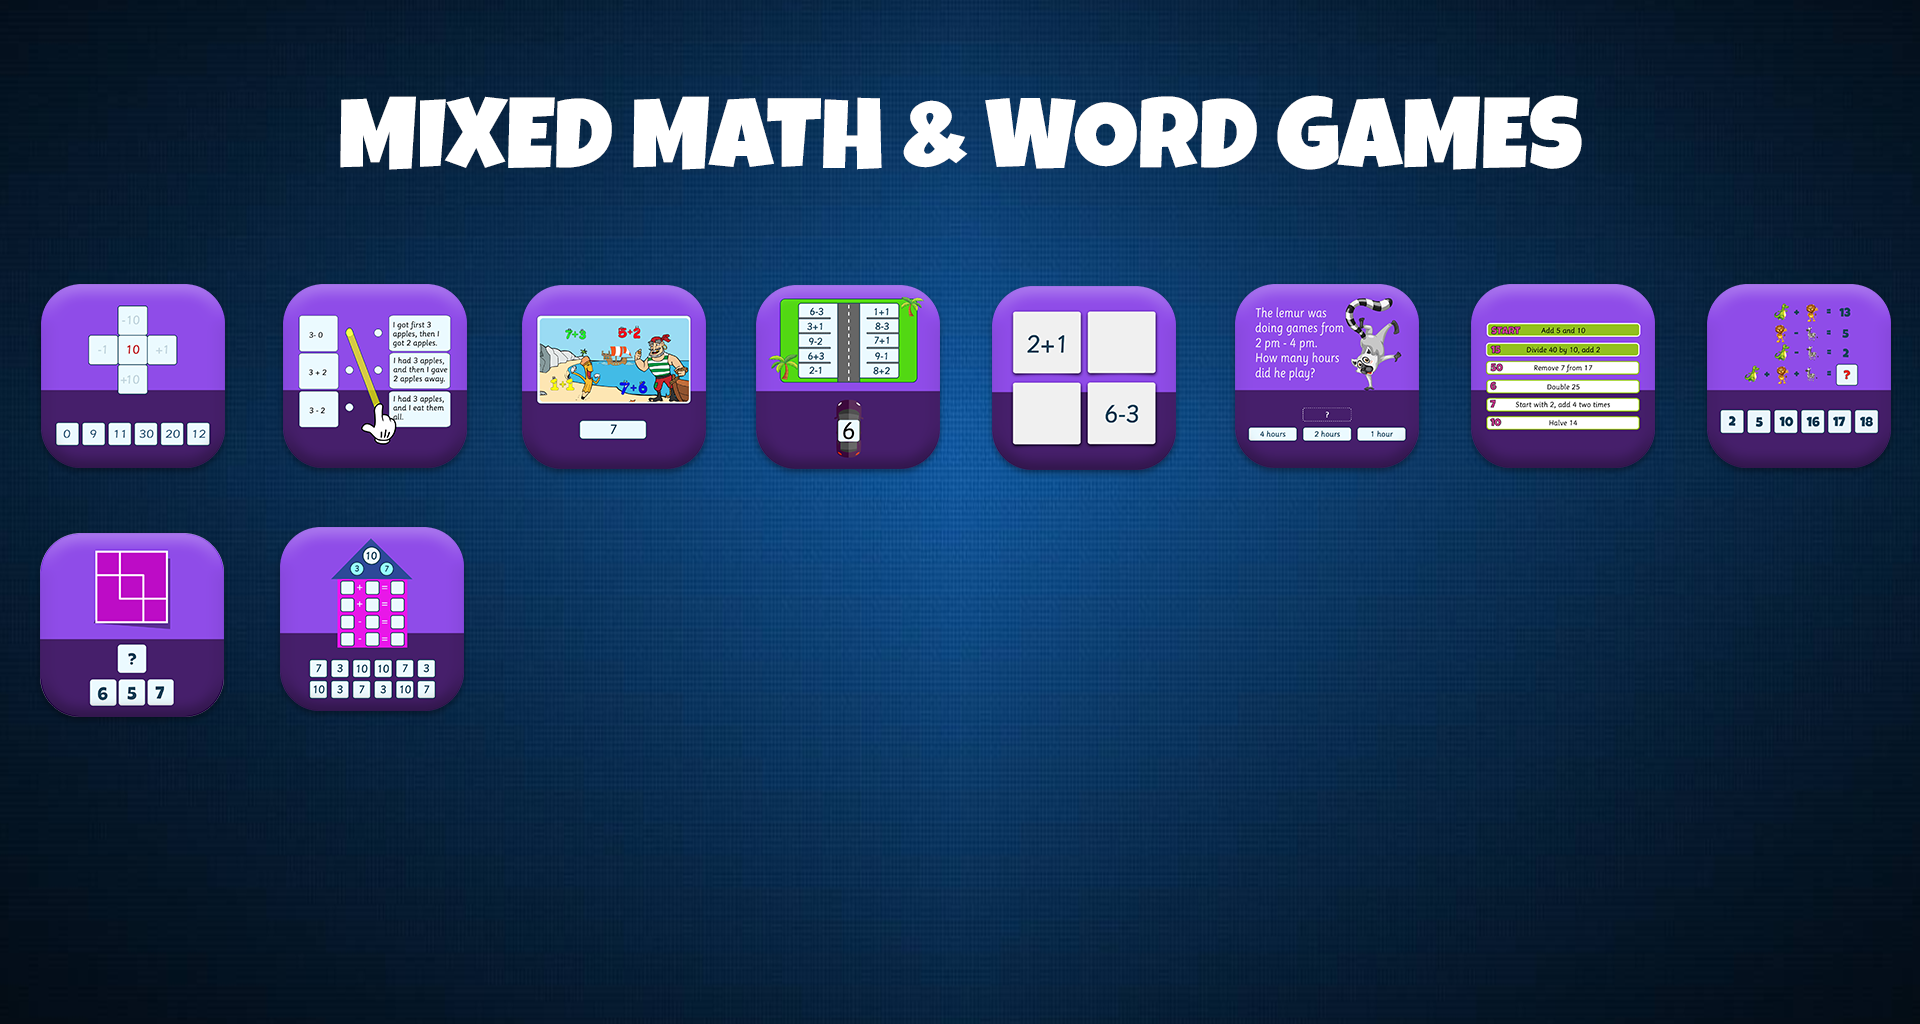 MIXED MATH & WORD GAMES
-10
-1 10 +1
+10
0 9 11 30 20 12
3- 0
3 + 2
3 - 2
I got first 3
apples, then I
got 2 apples.
I had 3 apples,
and then I gave
2 apples away.
I had 3 apples,
and I eat them
all.
7+3 5+2
1+1 7+6
7
6-3 1+1
3+1 8-3
9-2 7+1
6+3 9-1
2-1 8+2
6
2+1
6-3
The lemur was
doing games from
2 pm - 4 pm.
How many hours
did he play?
?
4 hours 2 hours 1 hour
START Add 5 and 10
15 Divide 40 by 10, add 2
50 Remove 7 from 17
6 Double 25
7 Start with 2, add 4 two times
10 Halve 14
+ = 13
- = 5
- = 2
+ + = ?
2 5 10 16 17 18
?
6 5 7
10
3 7
+ =
+ =
- =
- =
7 3 10 10 7 3
10 3 7 3 10 7